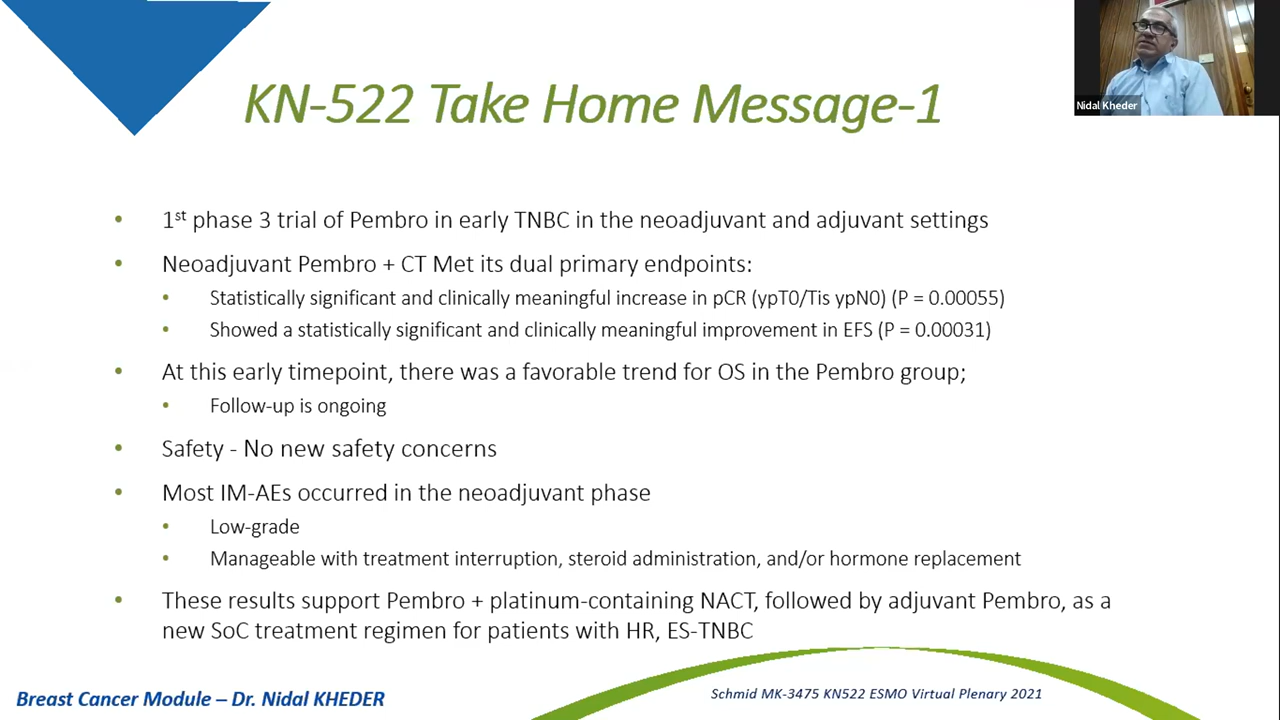 Nidal Kheder
KN-522 Take Home Message-1
• 1st phase 3 trial of Pembro in early TNBC in the neoadjuvant and adjuvant settings
• Neoadjuvant Pembro + CT Met its dual primary endpoints:
• Statistically significant and clinically meaningful increase in pCR (ypT0/Tis ypN0) (P = 0.00055)
• Showed a statistically significant and clinically meaningful improvement in EFS (P = 0.00031)
• At this early timepoint, there was a favorable trend for OS in the Pembro group;
• Follow-up is ongoing
• Safety - No new safety concerns
• Most IM-AEs occurred in the neoadjuvant phase
• Low-grade
• Manageable with treatment interruption, steroid administration, and/or hormone replacement
• These results support Pembro + platinum-containing NACT, followed by adjuvant Pembro, as a
new SoC treatment regimen for patients with HR, ES-TNBC
Breast Cancer Module – Dr. Nidal KHEDER
Schmid MK-3475 KN522 ESMO Virtual Plenary 2021